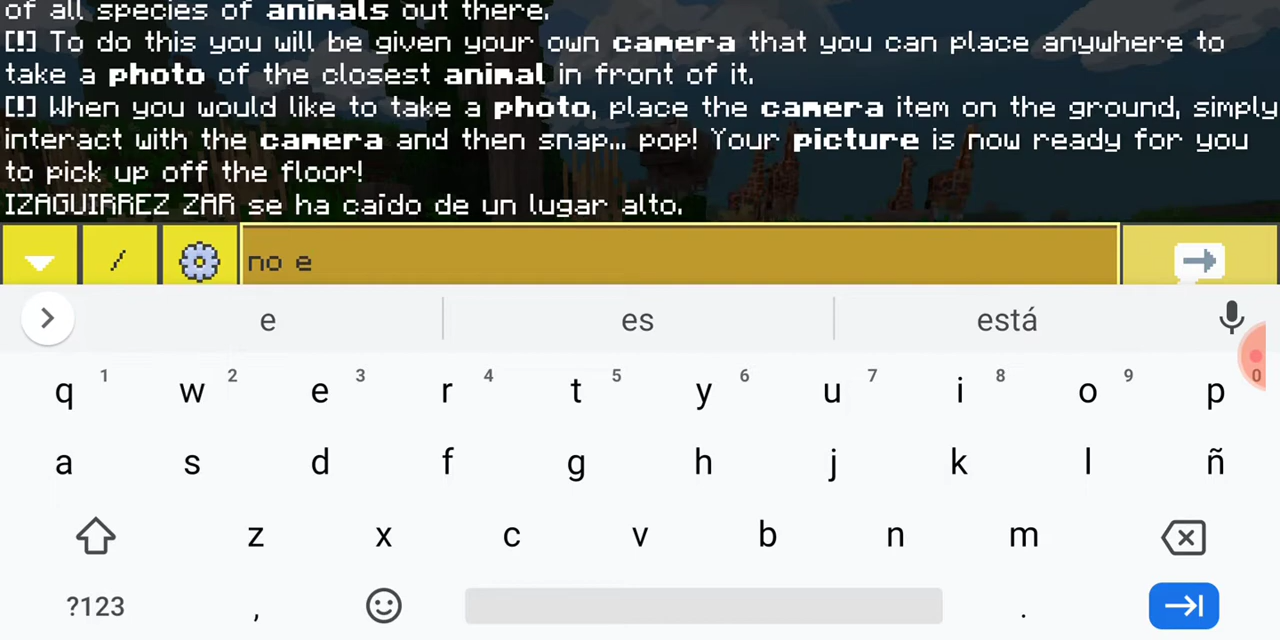 of all species of animals out there.
[!] To do this you will be given your own camera that you can place anywhere to
take a photo of the closest animal in front of it.
[!] When you would like to take a photo, place the camera item on the ground, simply
interact with the camera and then snap... pop! Your picture is now ready for you
to pick up off the floor!
IZAGUIRREZ ZAR se ha caído de un lugar alto.
/ no e
e es está
q 1 w 2 e 3 r 4 t 5 y 6 u 7 i 8 o 9 p 0
a s d f g h j k l ñ
z x c v b n m
?123 , .